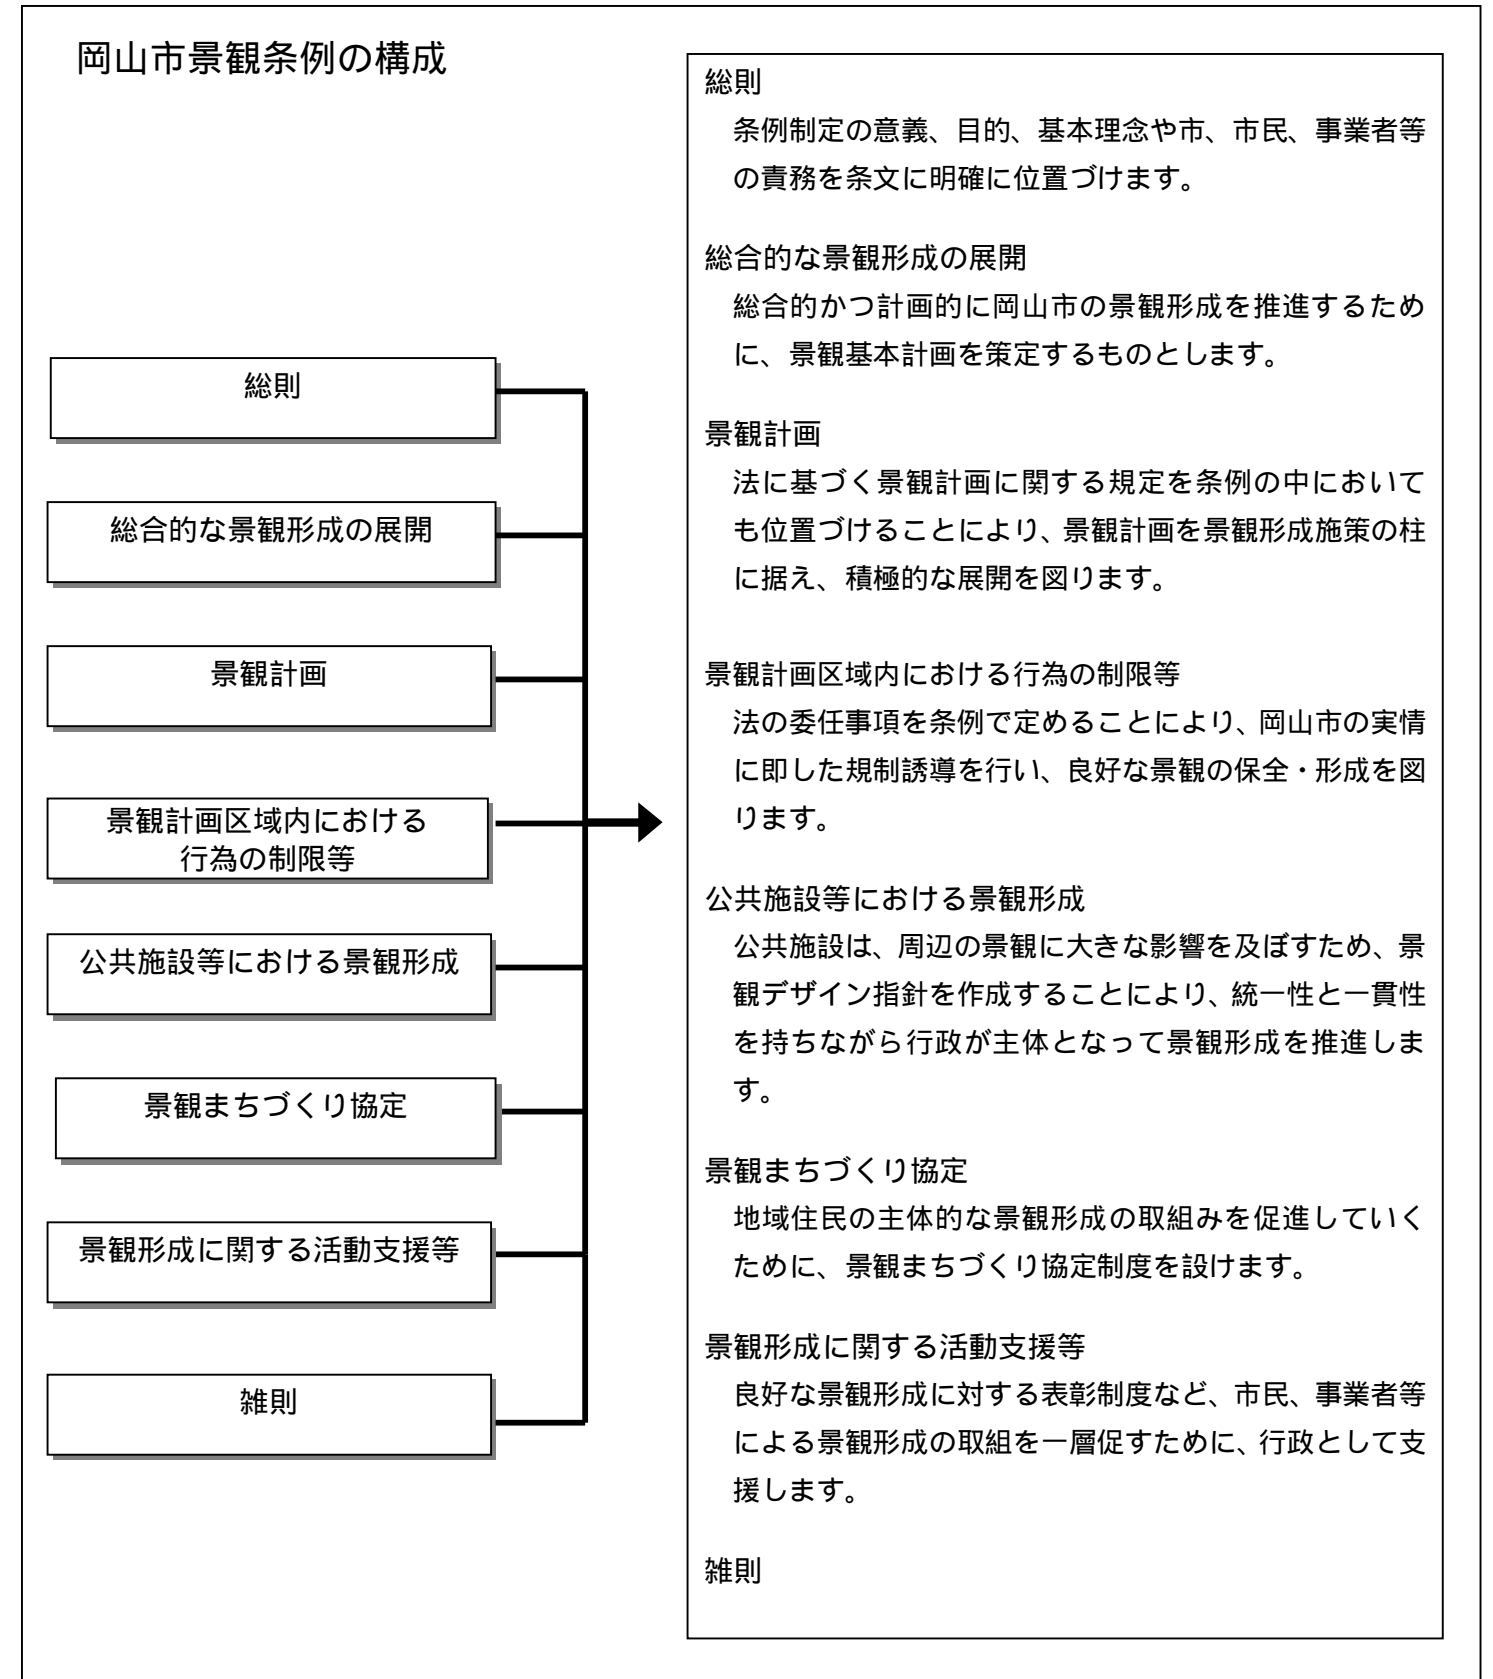 岡山市景観条例の構成
総則
総合的な景観形成の展開
景観計画
景観計画区域内における
行為の制限等
公共施設等における景観形成
景観まちづくり協定
景観形成に関する活動支援等
雑則
総則
条例制定の意義、目的、基本理念や市、市民、事業者等
の責務を条文に明確に位置づけます。
総合的な景観形成の展開
総合的かつ計画的に岡山市の景観形成を推進するため
に、景観基本計画を策定するものとします。
景観計画
法に基づく景観計画に関する規定を条例の中において
も位置づけることにより、景観計画を景観形成施策の柱
に据え、積極的な展開を図ります。
景観計画区域内における行為の制限等
法の委任事項を条例で定めることにより、岡山市の実情
に即した規制誘導を行い、良好な景観の保全・形成を図
ります。
公共施設等における景観形成
公共施設は、周辺の景観に大きな影響を及ぼすため、景
観デザイン指針を作成することにより、統一性と一貫性
を持ちながら行政が主体となって景観形成を推進しま
す。
景観まちづくり協定
地域住民の主体的な景観形成の取組みを促進していく
ために、景観まちづくり協定制度を設けます。
景観形成に関する活動支援等
良好な景観形成に対する表彰制度など、市民、事業者等
による景観形成の取組を一層促すために、行政として支
援します。
雑則